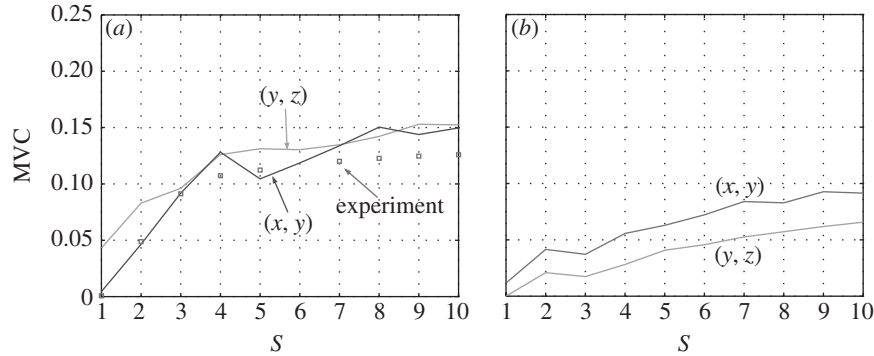 0.25
(a)
(b)
0.20
(y, z)
0.15
MVC
0.10
(x, y)
experiment
(x, y)
0.05
(y, z)
0
1 2 3 4 5 6 7 8 9 10
1 2 3 4 5 6 7 8 9 10
S
S